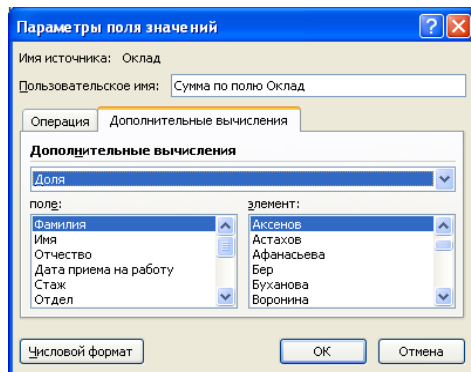 Параметры поля значений
Имя источника: Оклад
Пользовательское имя: Сумма по полю Оклад
Операция Дополнительные вычисления
Дополнительные вычисления
Доля
поле: элемент:
Фамилия Аксенов
Имя Астахов
Отчество Афанасьева
Дата приема на работу Бер
Стаж Буханова
Отдел Воронина
Числовой формат ОК Отмена